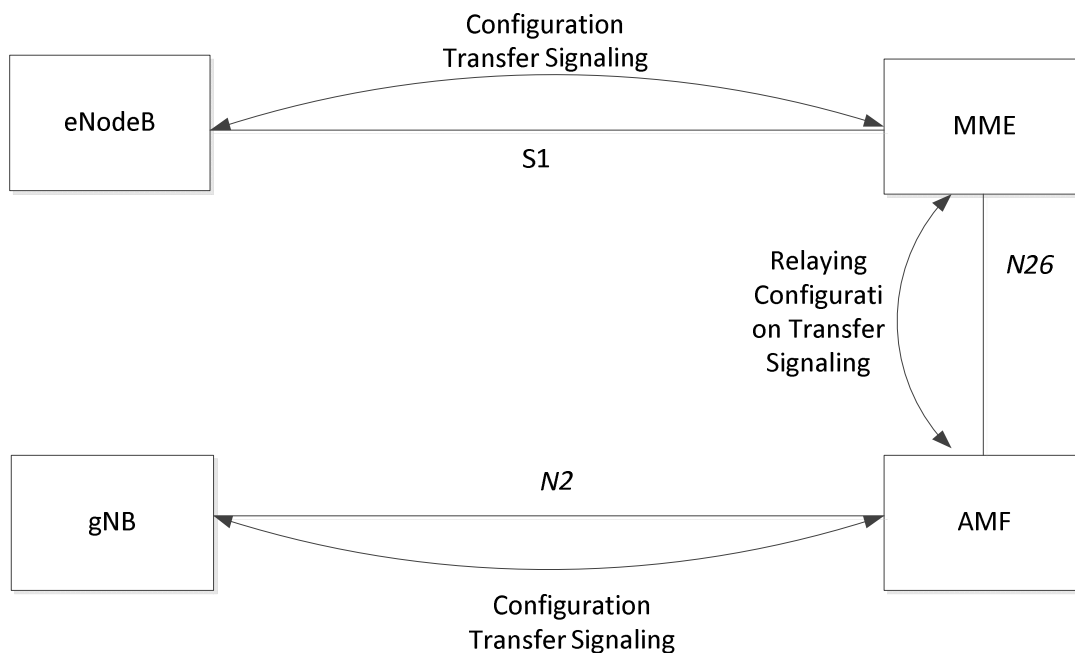 Configuration
Transfer Signaling
eNodeB
MME
S1
Relaying
Configurati
on Transfer
Signaling
N26
N2
gNB
AMF
Configuration
Transfer Signaling